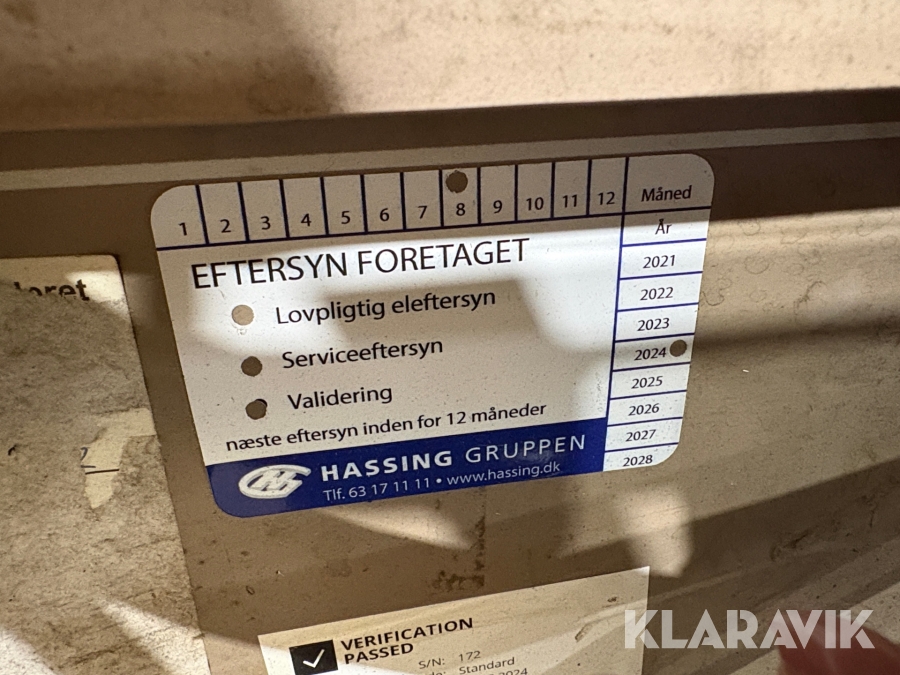 1 2 3 4 5 6 7 8 9 10 11 12 Måned
År
EFTERSYN FORETAGET
2021
Lovpligtig eleftersyn
2022
2023
Serviceeftersyn
2024
2025
Validering
2026
næste eftersyn inden for 12 måneder
2027
HASSING GRUPPEN
2028
Tlf. 63 17 11 11 • www.hassing.dk
VERIFICATION
PASSED
S/N: 172
Standard
2024
KLARAVIK